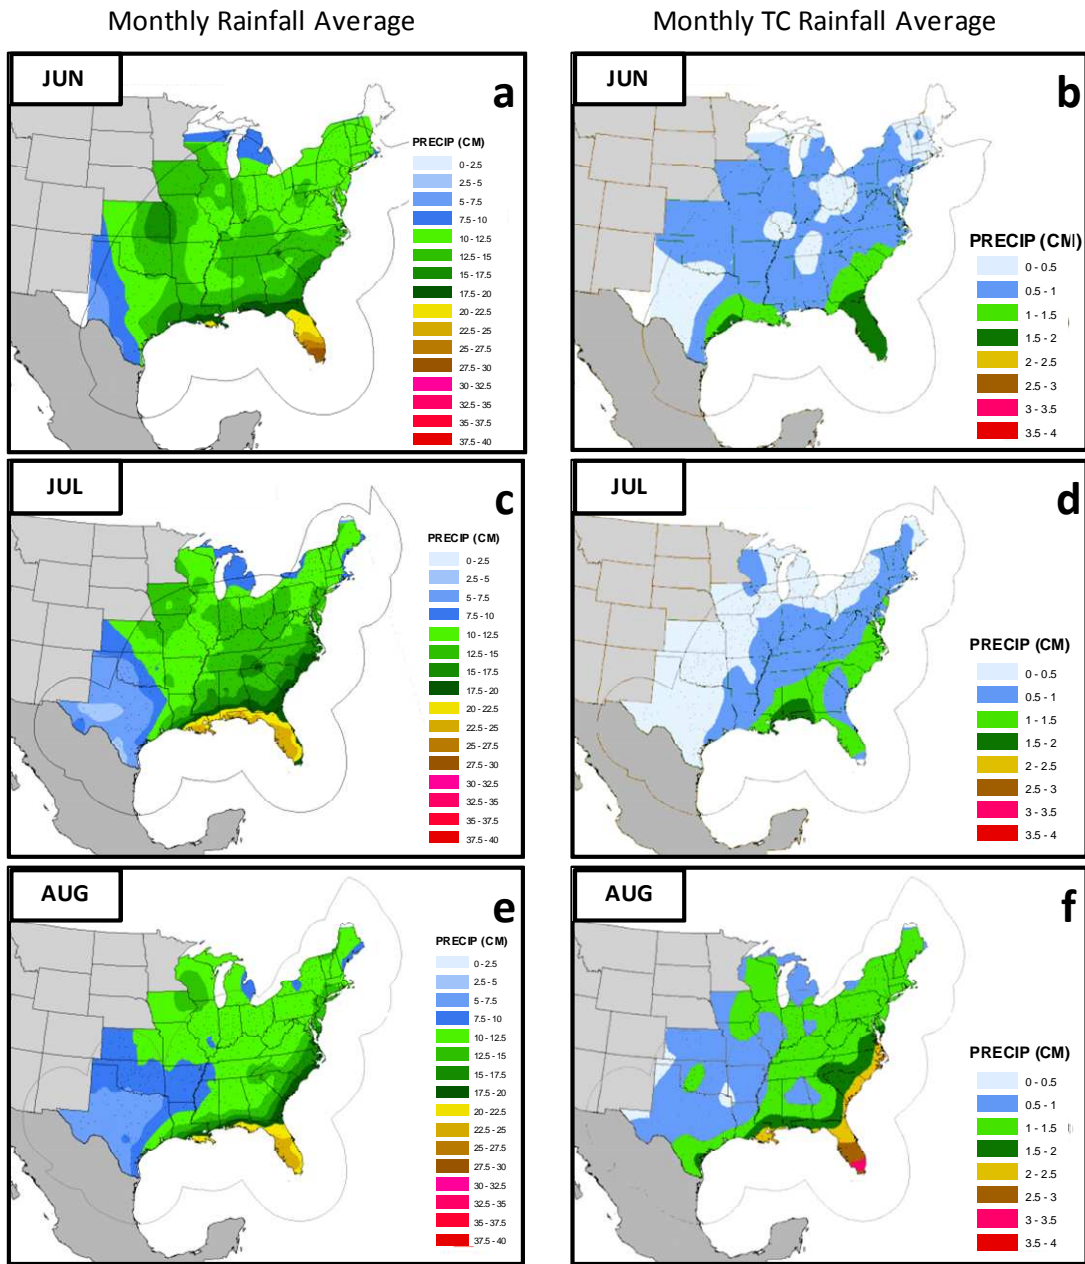 Monthly Rainfall Average
Monthly TC Rainfall Average
JUN
a
PRECIP (CM)
0 - 2.5
2.5 - 5
5 - 7.5
7.5 - 10
10 - 12.5
12.5 - 15
15 - 17.5
17.5 - 20
20 - 22.5
22.5 - 25
25 - 27.5
27.5 - 30
30 - 32.5
32.5 - 35
35 - 37.5
37.5 - 40
JUN
b
PRECIP (CM)
0 - 0.5
0.5 - 1
1 - 1.5
1.5 - 2
2 - 2.5
2.5 - 3
3 - 3.5
3.5 - 4
JUL
c
PRECIP (CM)
0 - 2.5
2.5 - 5
5 - 7.5
7.5 - 10
10 - 12.5
12.5 - 15
15 - 17.5
17.5 - 20
20 - 22.5
22.5 - 25
25 - 27.5
27.5 - 30
30 - 32.5
32.5 - 35
35 - 37.5
37.5 - 40
JUL
d
PRECIP (CM)
0 - 0.5
0.5 - 1
1 - 1.5
1.5 - 2
2 - 2.5
2.5 - 3
3 - 3.5
3.5 - 4
AUG
e
PRECIP (CM)
0 - 2.5
2.5 - 5
5 - 7.5
7.5 - 10
10 - 12.5
12.5 - 15
15 - 17.5
17.5 - 20
20 - 22.5
22.5 - 25
25 - 27.5
27.5 - 30
30 - 32.5
32.5 - 35
35 - 37.5
37.5 - 40
AUG
f
PRECIP (CM)
0 - 0.5
0.5 - 1
1 - 1.5
1.5 - 2
2 - 2.5
2.5 - 3
3 - 3.5
3.5 - 4